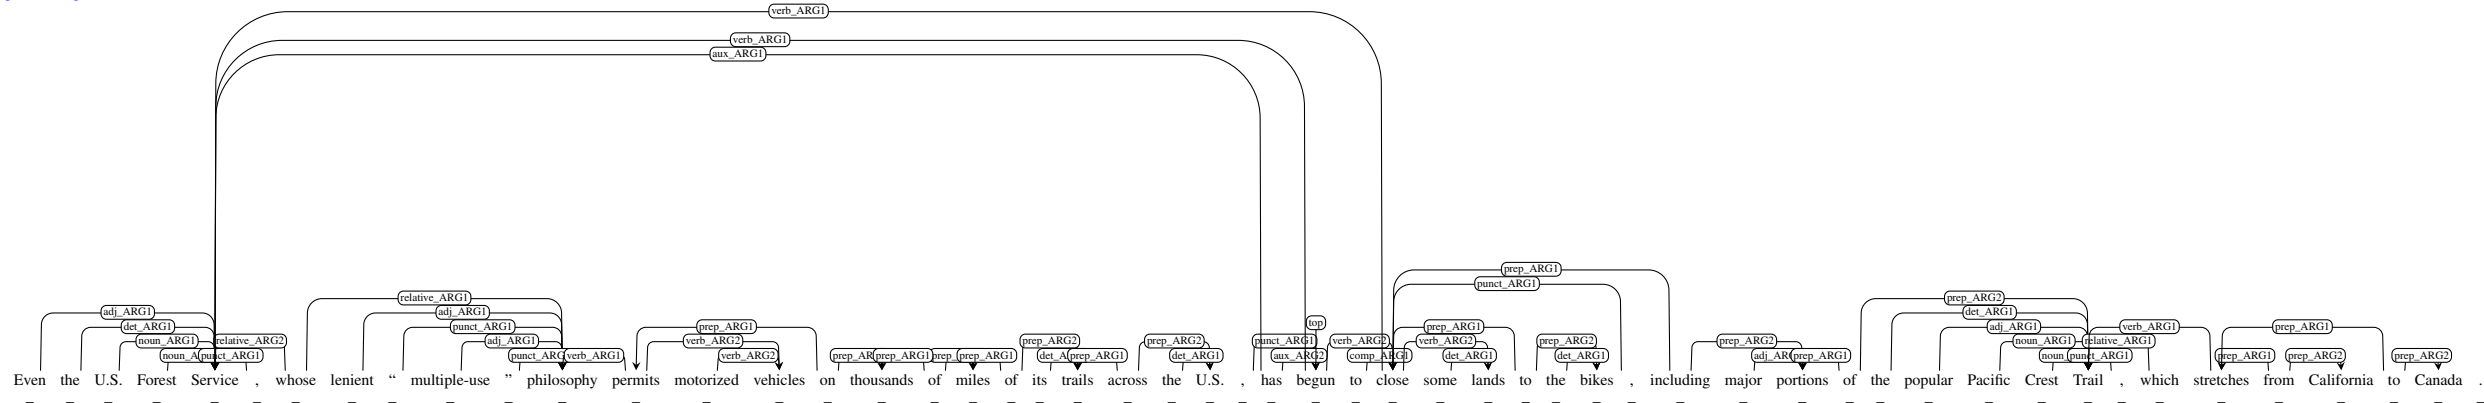 verb_ARG1
verb_ARG1
aux_ARG1
prep_ARG1
punct_ARG1
relative_ARG1 prep_ARG2
adj_ARG1 adj_ARG1 det_ARG1
top
det_ARG1 punct_ARG1 prep_ARG1 prep_ARG1 adj_ARG1 verb_ARG1 prep_ARG1
noun_ARG1 relative_ARG2 adj_ARG1 verb_ARG2 prep_ARG2 prep_ARG2 punct_ARG1 verb_ARG2 verb_ARG2 prep_ARG2 prep_ARG2 noun_ARG1 relative_ARG1
punct_ARG1 verb_ARG1 verb_ARG2 prep_ARG1 prep_ARG1 prep_ARG1 det_ARG1 aux_ARG2 comp_ARG1 det_ARG1 det_ARG1 prep_ARG1 punct_ARG1 prep_ARG1 prep_ARG2 prep_ARG2
Even the U.S. Forest Service , whose lenient “ multiple-use ” philosophy permits motorized vehicles on thousands of miles of its trails across the U.S. , has begun to close some lands to the bikes , including major portions of the popular Pacific Crest Trail , which stretches from California to Canada .